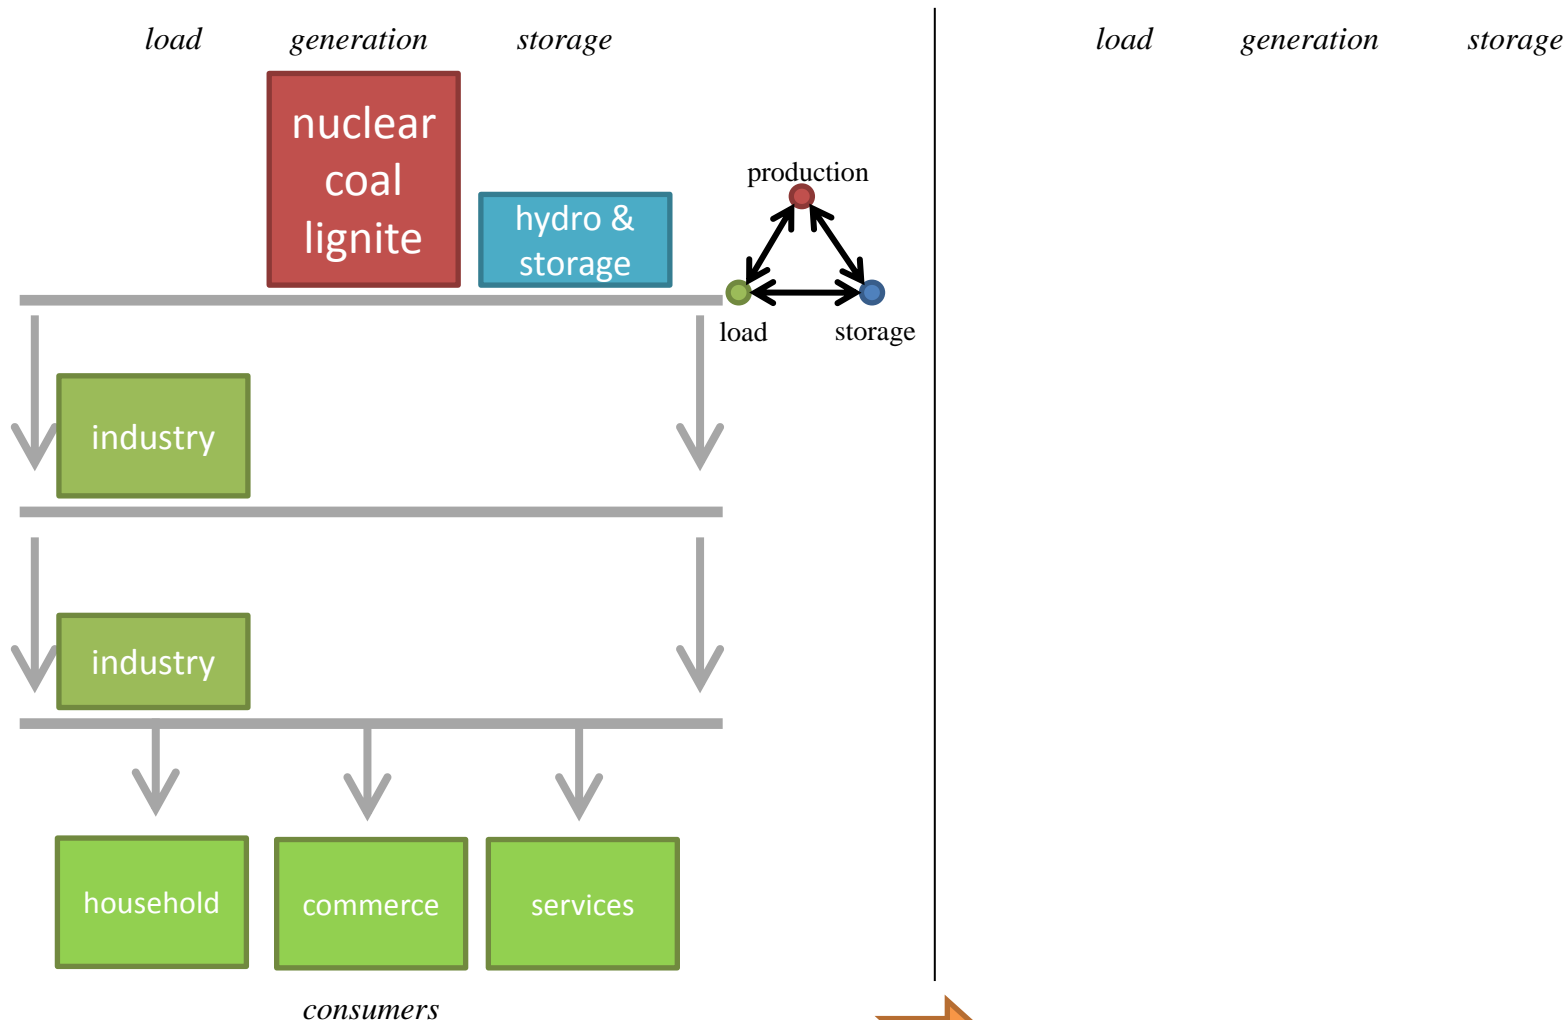 load generation storage
load generation storage
nuclear
coal
lignite
hydro &
storage
production
load storage
industry
industry
household
commerce
services
consumers